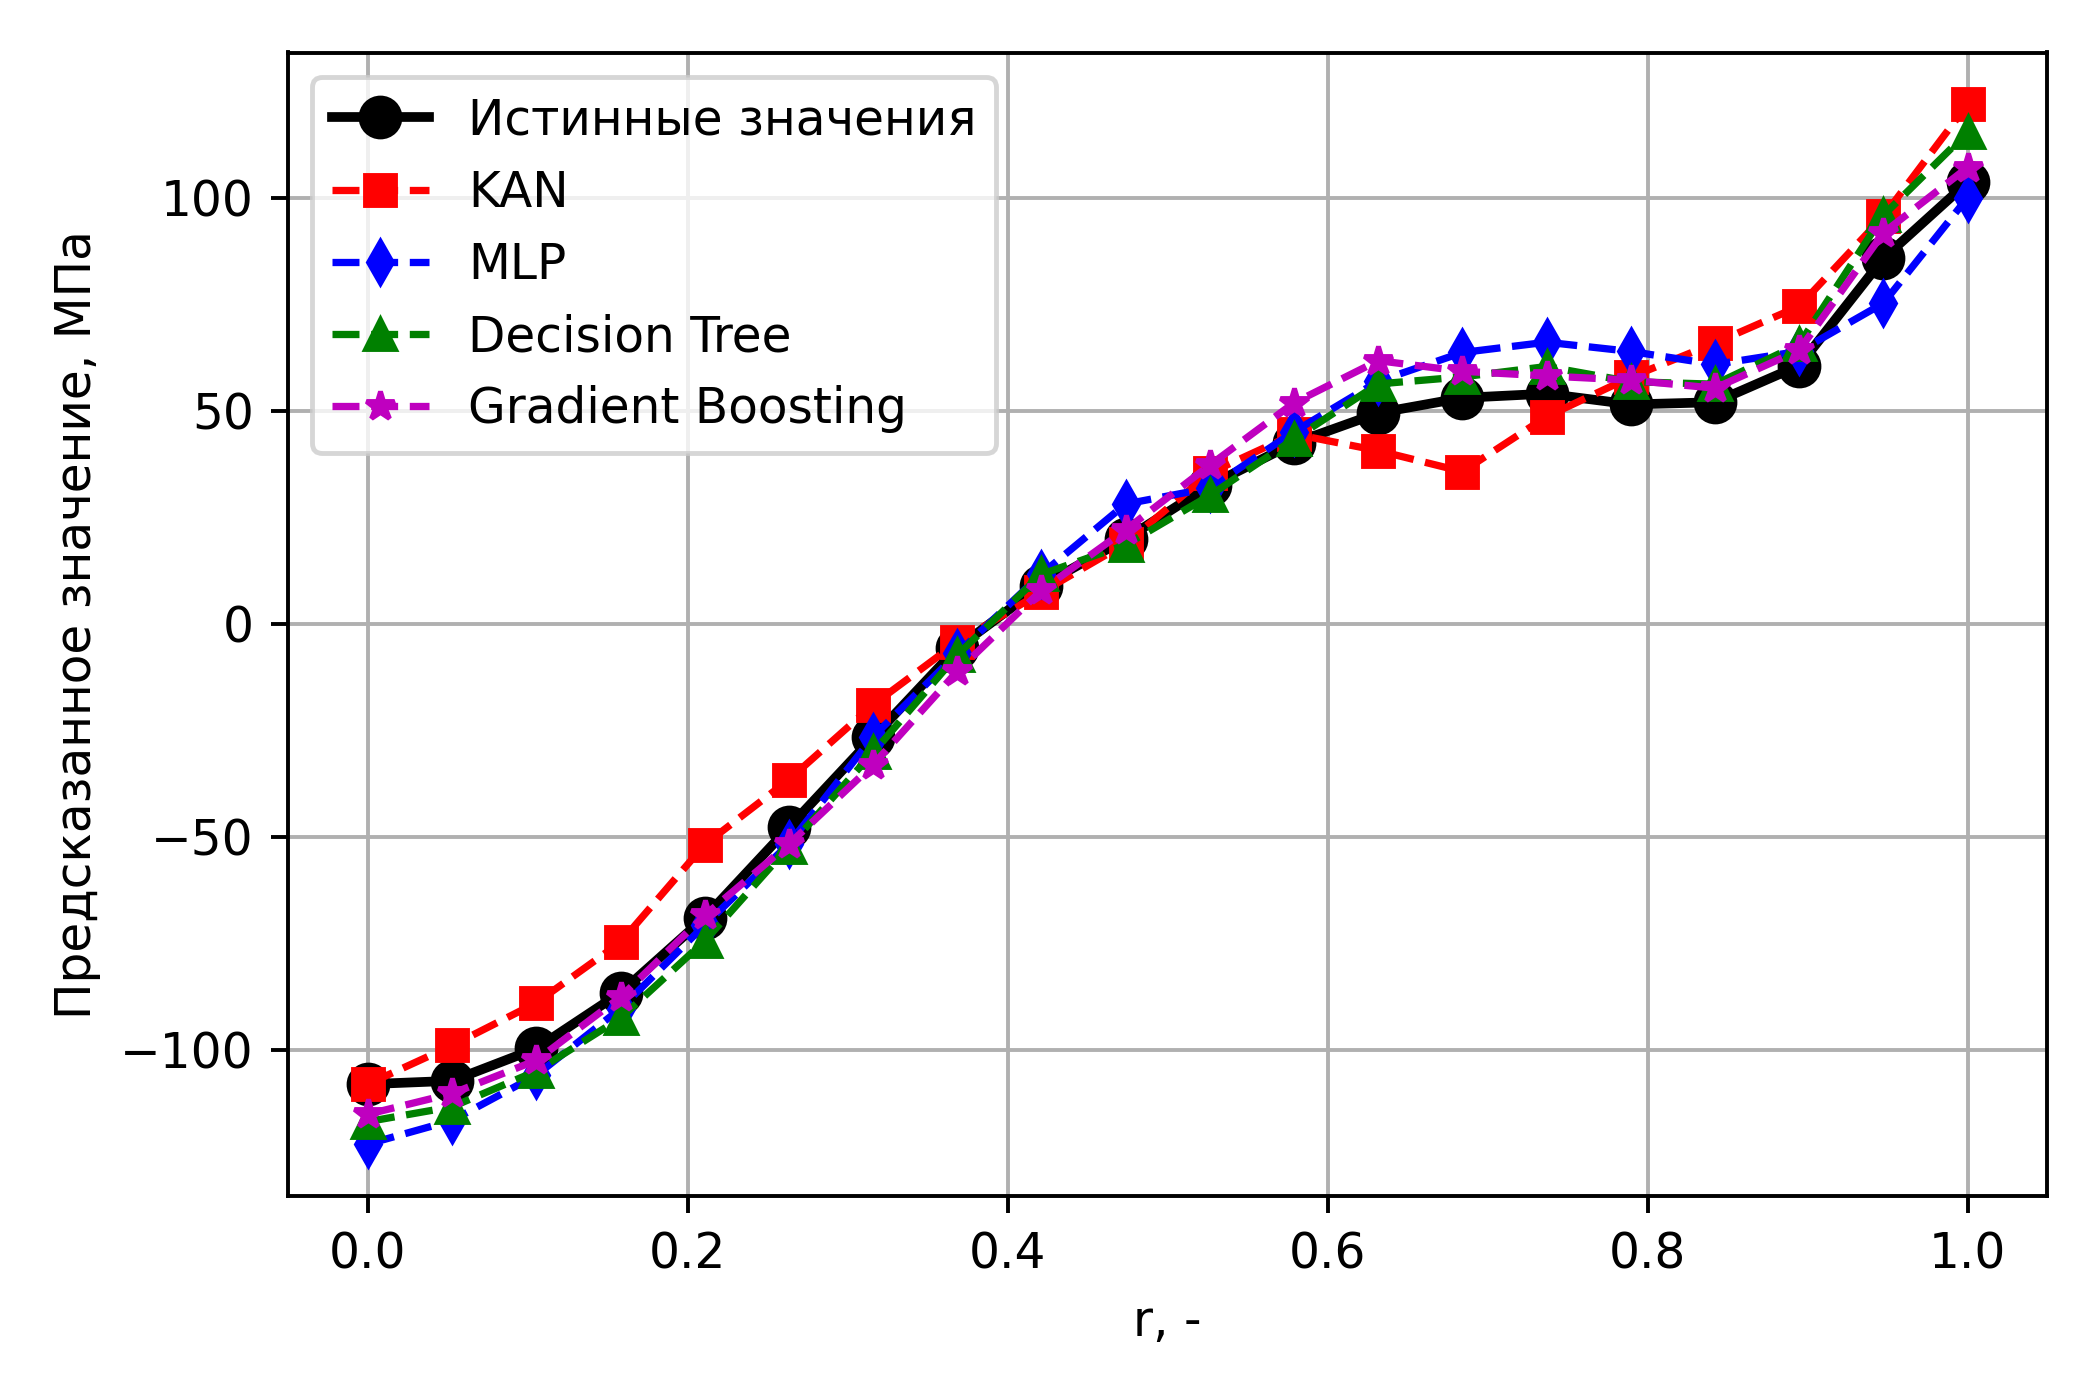 Истинные значения
KAN
MLP
Decision Tree
Gradient Boosting
Предсказанное значение, МПа
100
50
0
−50
−100
0.0 0.2 0.4 0.6 0.8 1.0
r, -